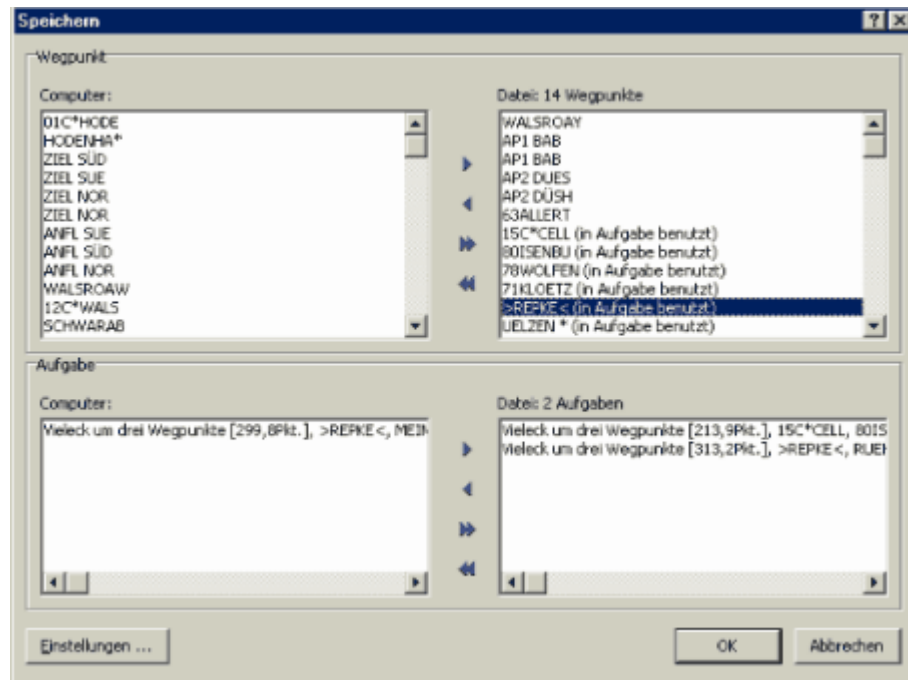 Speichern
Wegpunkt
Computer:
01C*HODE
HODENHA*
ZIEL SÜD
ZIEL SUE
ZIEL NOR
ZIEL NOR
ANFL SUE
ANFL SÜD
ANFL NOR
WALSROAW
12C*WALS
SCHWARAB
Datei: 14 Wegpunkte
WALSROAY
AP1 BAB
AP1 BAB
AP2 DUES
AP2 DÜSH
63ALLERT
15C*CELL (in Aufgabe benutzt)
80ISENBU (in Aufgabe benutzt)
78WOLFEN (in Aufgabe benutzt)
71KLOETZ (in Aufgabe benutzt)
>REPKE< (in Aufgabe benutzt)
UELZEN * (in Aufgabe benutzt)
Aufgabe
Computer:
Vieleck um drei Wegpunkte [299,8Pkt.], >REPKE<, MEIN
Datei: 2 Aufgaben
Vieleck um drei Wegpunkte [213,9Pkt.], 15C*CELL, 80IS
Vieleck um drei Wegpunkte [313,2Pkt.], >REPKE<, RUEH
Einstellungen ...
OK
Abbrechen